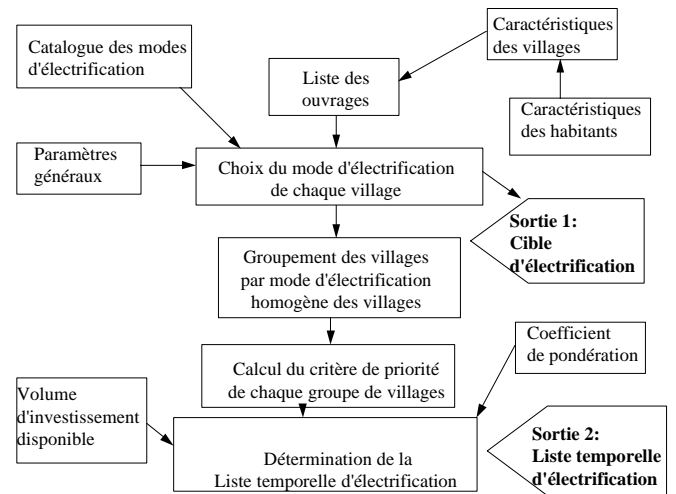 Catalogue des modes
d'électrification
Caractéristiques
des villages
Liste des
ouvrages
Caractéristiques
des habitants
Paramètres
généraux
Choix du mode d'électrification
de chaque village
Sortie 1:
Cible
d'électrification
Groupement des villages
par mode d'électrification
homogène des villages
Coefficient
de pondération
Calcul du critère de priorité
de chaque groupe de villages
Volume
d'investissement
disponible
Détermination de la
Liste temporelle d'électrification
Sortie 2:
Liste temporelle
d'électrification